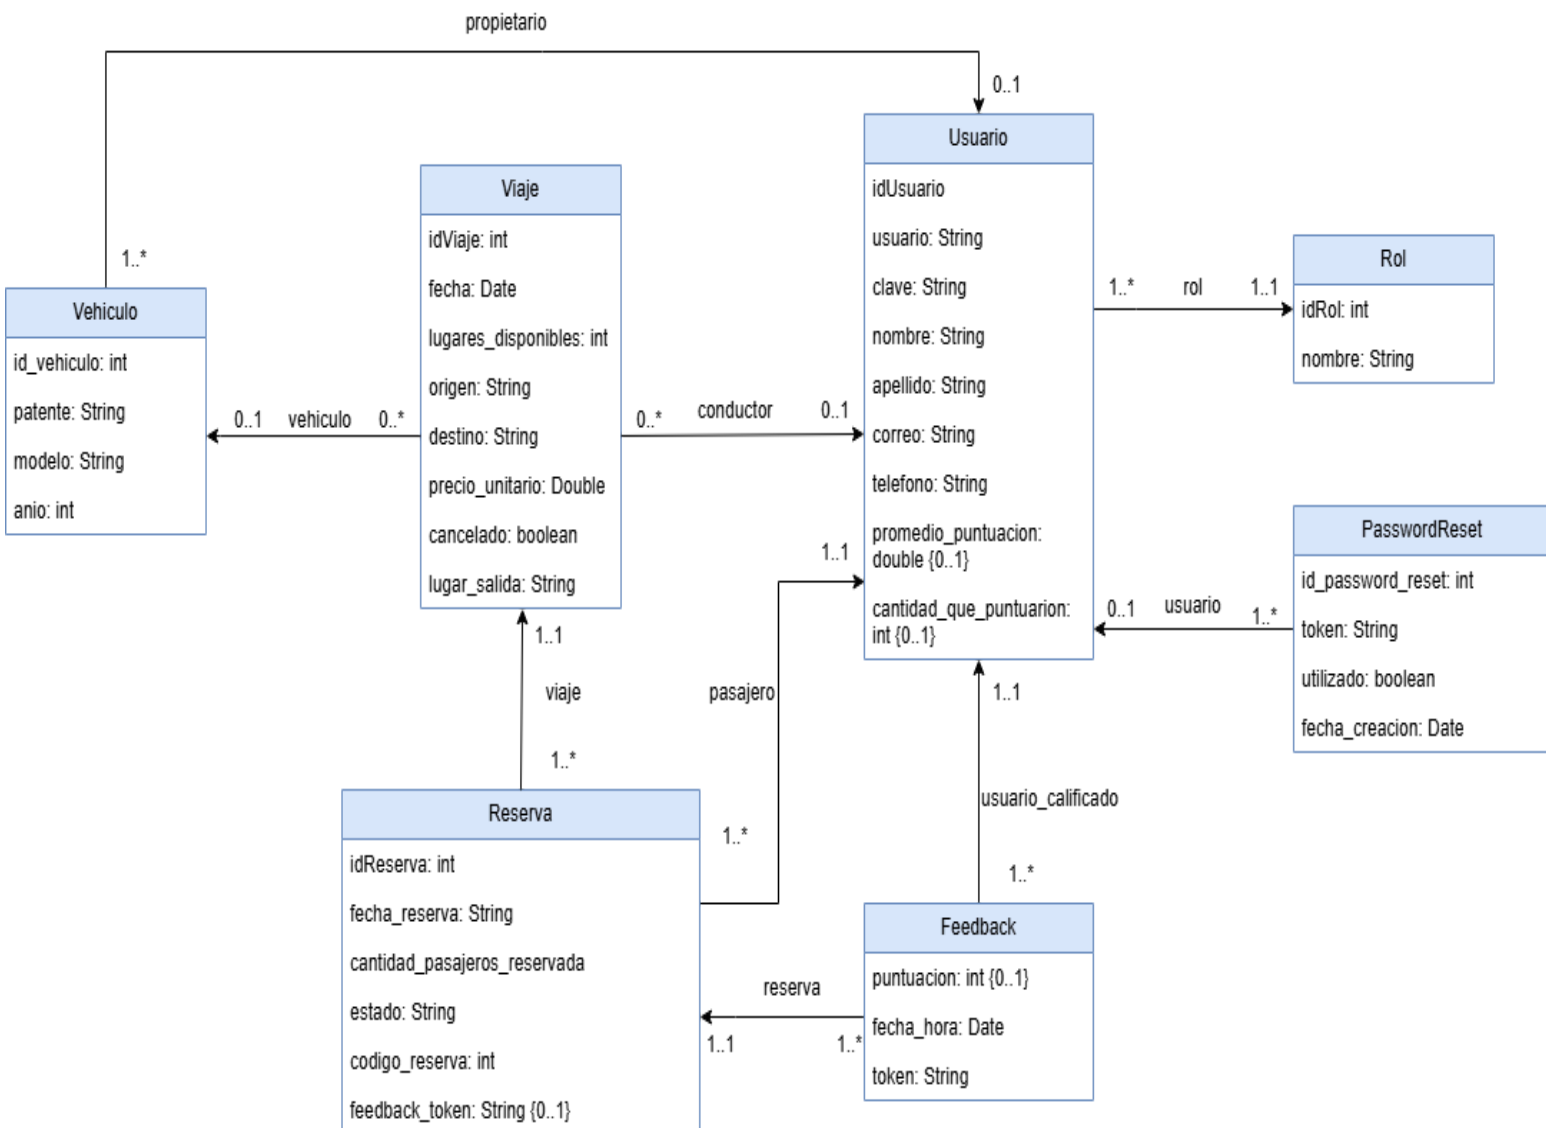 propietario
0..1
1..*
Usuario
idUsuario
usuario: String
clave: String
nombre: String
apellido: String
correo: String
telefono: String
promedio_puntuacion:
double {0..1}
cantidad_que_puntuarion:
int {0..1}
Viaje
idViaje: int
fecha: Date
lugares_disponibles: int
origen: String
destino: String
precio_unitario: Double
cancelado: boolean
lugar_salida: String
Vehiculo
id_vehiculo: int
patente: String
modelo: String
anio: int
0..1 vehiculo 0..*
0..* conductor 0..1
1..* rol 1..1
Rol
idRol: int
nombre: String
PasswordReset
id_password_reset: int
token: String
utilizado: boolean
fecha_creacion: Date
0..1 usuario 1..*
1..1
viaje
1..*
1..1
pasajero
1..*
1..1
usuario_calificado
1..*
Reserva
idReserva: int
fecha_reserva: String
cantidad_pasajeros_reservada
estado: String
codigo_reserva: int
feedback_token: String {0..1}
reserva
1..1 1..*
Feedback
puntuacion: int {0..1}
fecha_hora: Date
token: String